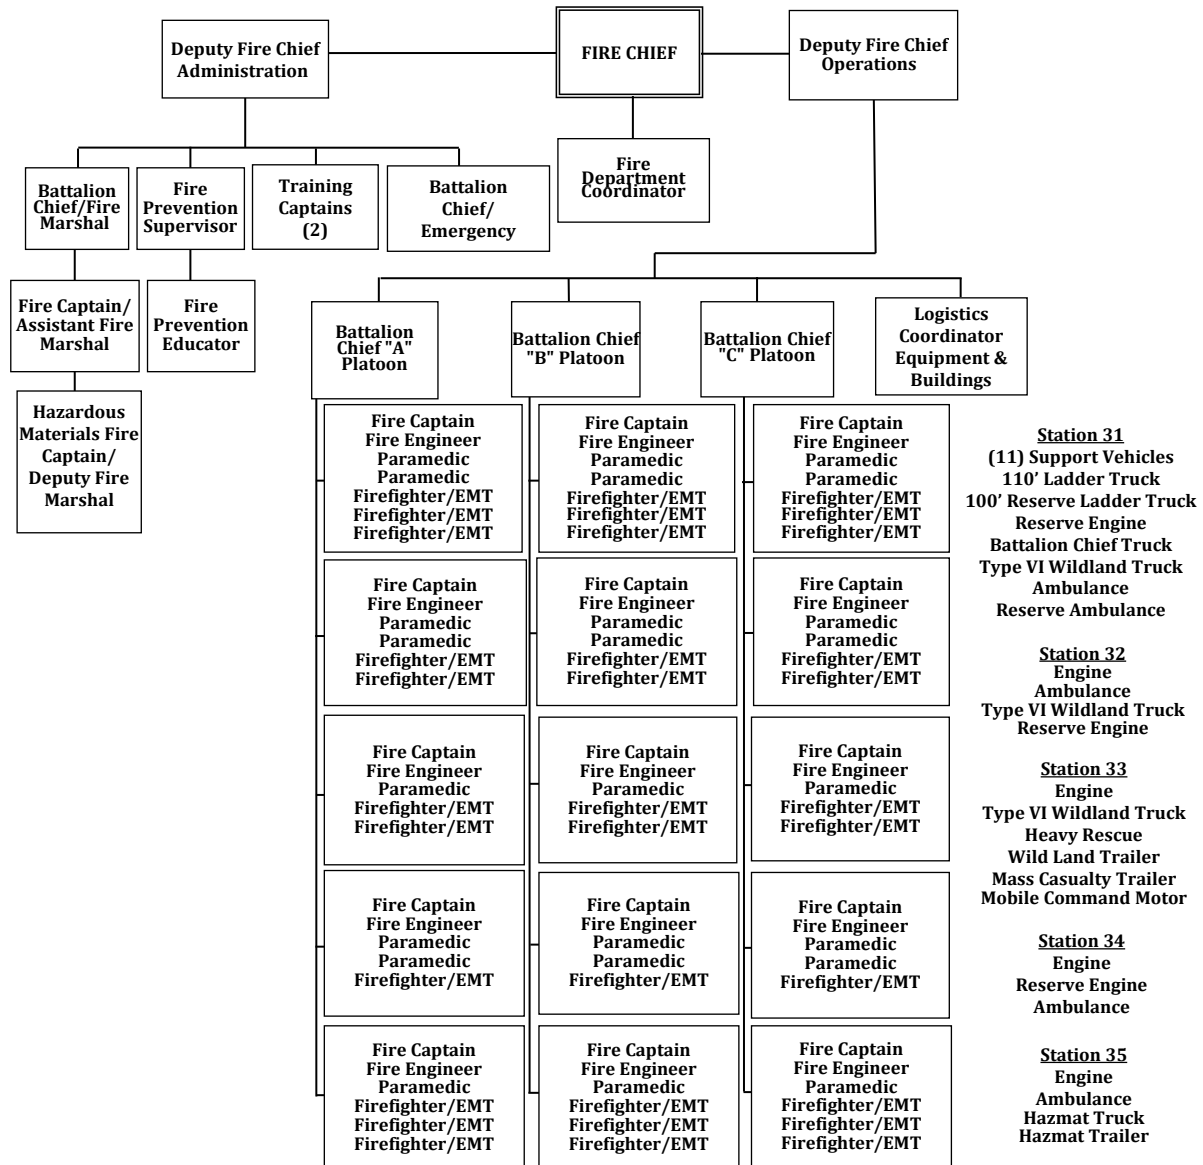 Deputy Fire Chief
Administration
FIRE CHIEF
Deputy Fire Chief
Operations
Fire
Department
Coordinator
Battalion
Chief/Fire
Marshal
Fire
Prevention
Supervisor
Training
Captains
(2)
Battalion
Chief/
Emergency
Fire Captain/
Assistant Fire
Marshal
Fire
Prevention
Educator
Hazardous
Materials Fire
Captain/
Deputy Fire
Marshal
Battalion
Chief "A"
Platoon
Battalion Chief
"B" Platoon
Battalion Chief
"C" Platoon
Logistics
Coordinator
Equipment &
Buildings
Fire Captain
Fire Engineer
Paramedic
Paramedic
Firefighter/EMT
Firefighter/EMT
Firefighter/EMT
Fire Captain
Fire Engineer
Paramedic
Paramedic
Firefighter/EMT
Firefighter/EMT
Firefighter/EMT
Fire Captain
Fire Engineer
Paramedic
Paramedic
Firefighter/EMT
Firefighter/EMT
Firefighter/EMT
Station 31
(11) Support Vehicles
110’ Ladder Truck
100’ Reserve Ladder Truck
Reserve Engine
Battalion Chief Truck
Type VI Wildland Truck
Ambulance
Reserve Ambulance
Fire Captain
Fire Engineer
Paramedic
Paramedic
Firefighter/EMT
Firefighter/EMT
Fire Captain
Fire Engineer
Paramedic
Paramedic
Firefighter/EMT
Firefighter/EMT
Fire Captain
Fire Engineer
Paramedic
Paramedic
Firefighter/EMT
Firefighter/EMT
Station 32
Engine
Ambulance
Type VI Wildland Truck
Reserve Engine
Fire Captain
Fire Engineer
Paramedic
Firefighter/EMT
Firefighter/EMT
Fire Captain
Fire Engineer
Paramedic
Firefighter/EMT
Firefighter/EMT
Fire Captain
Fire Engineer
Paramedic
Firefighter/EMT
Firefighter/EMT
Station 33
Engine
Type VI Wildland Truck
Heavy Rescue
Wild Land Trailer
Mass Casualty Trailer
Mobile Command Motor
Fire Captain
Fire Engineer
Paramedic
Paramedic
Firefighter/EMT
Fire Captain
Fire Engineer
Paramedic
Paramedic
Firefighter/EMT
Fire Captain
Fire Engineer
Paramedic
Paramedic
Firefighter/EMT
Station 34
Engine
Reserve Engine
Ambulance
Fire Captain
Fire Engineer
Paramedic
Firefighter/EMT
Firefighter/EMT
Firefighter/EMT
Fire Captain
Fire Engineer
Paramedic
Firefighter/EMT
Firefighter/EMT
Firefighter/EMT
Fire Captain
Fire Engineer
Paramedic
Firefighter/EMT
Firefighter/EMT
Firefighter/EMT
Station 35
Engine
Ambulance
Hazmat Truck
Hazmat Trailer